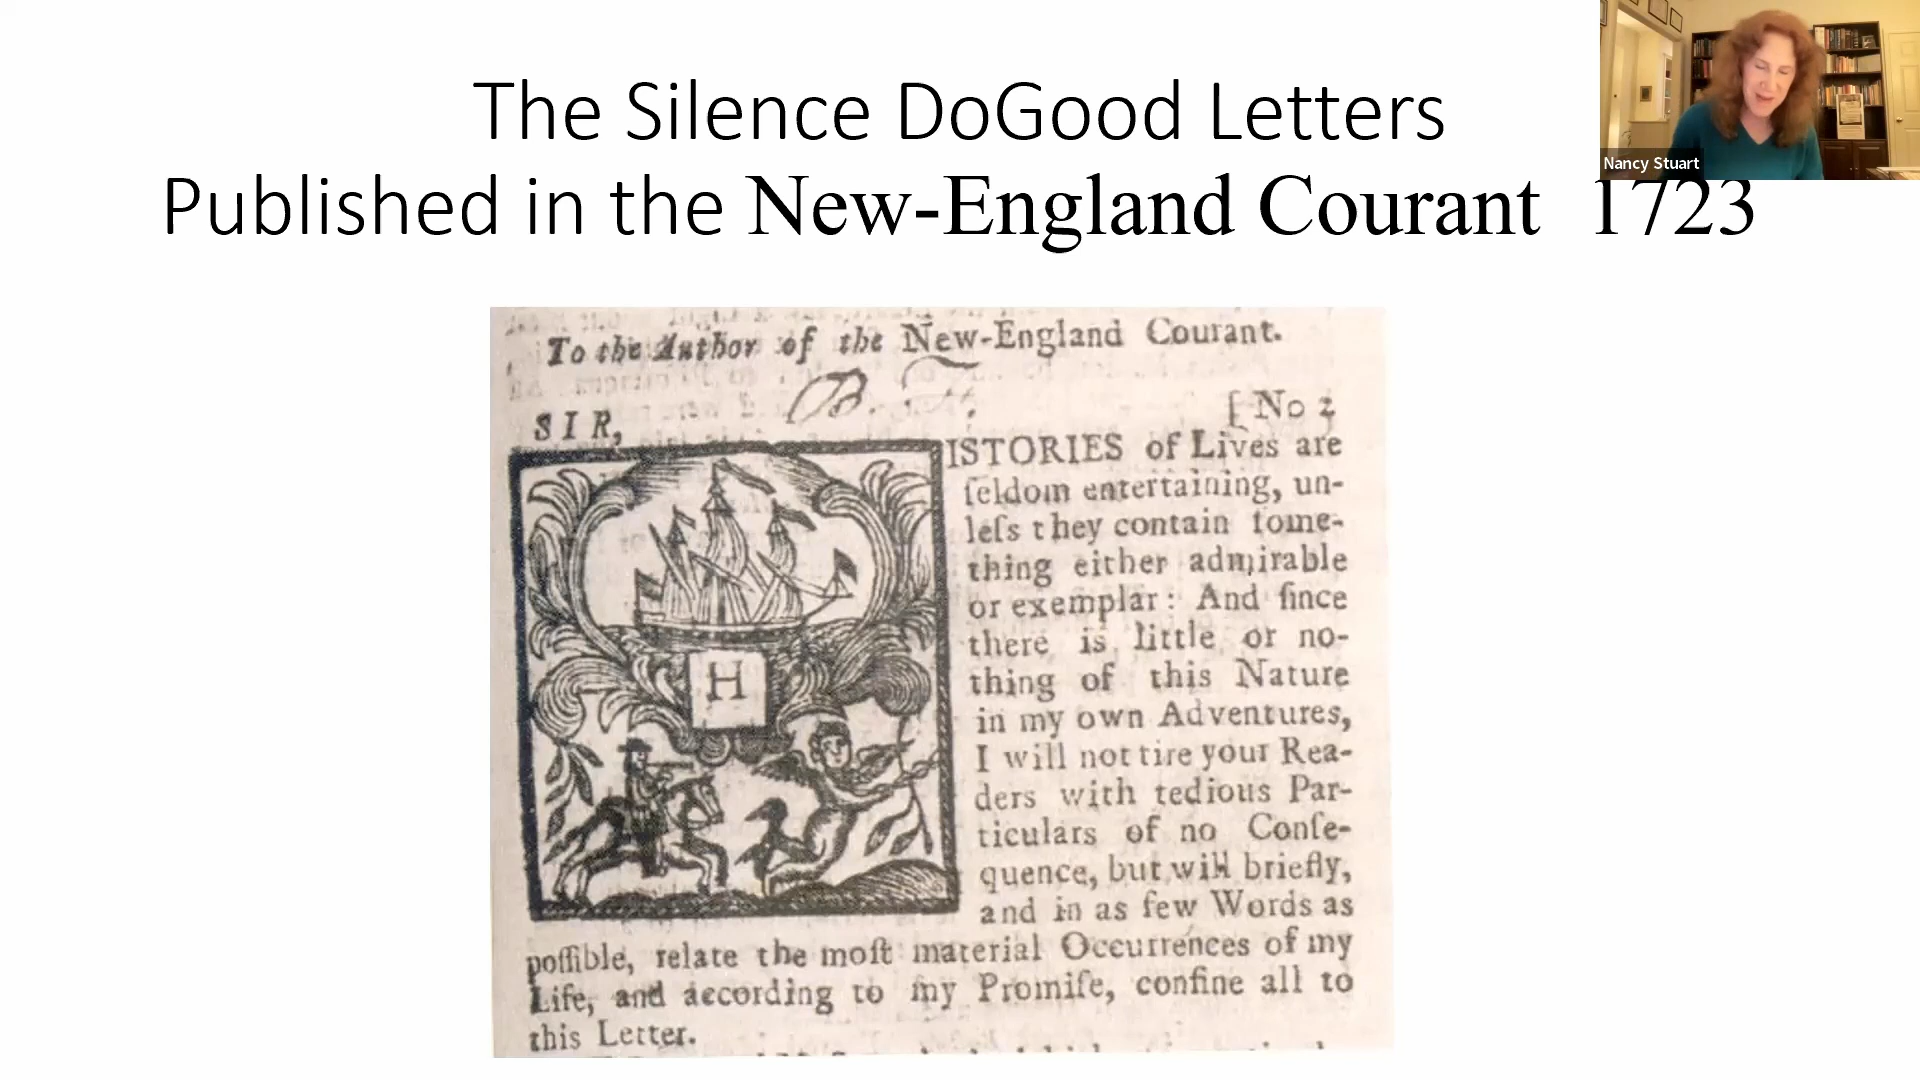 The Silence DoGood Letters
Published in the New-England Courant 1723
Nancy Stuart
To the Author of the New-England Courant.
B.
SIR,
[ No 2
HISTORIES of Lives are
ſeldom entertaining, un-
leſs they contain ſome-
thing either admirable
or exemplar: And ſince
there is little or no-
thing of this Nature
in my own Adventures,
I will not tire your Rea-
ders with tedious Par-
ticulars of no Conſe-
quence, but will briefly,
and in as few Words as
poſſible, relate the moſt material Occurrences of my
Life, and according to my Promiſe, confine all to
this Letter.